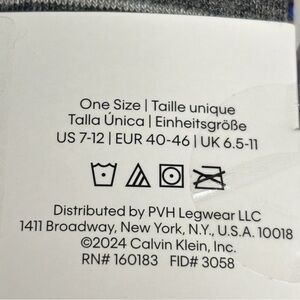 One Size | Taille unique
Talla Única | Einheitsgröße
US 7-12 | EUR 40-46 | UK 6.5-11
Distributed by PVH Legwear LLC
1411 Broadway, New York, N.Y., U.S.A. 10018
©2024 Calvin Klein, Inc.
RN# 160183 FID# 3058